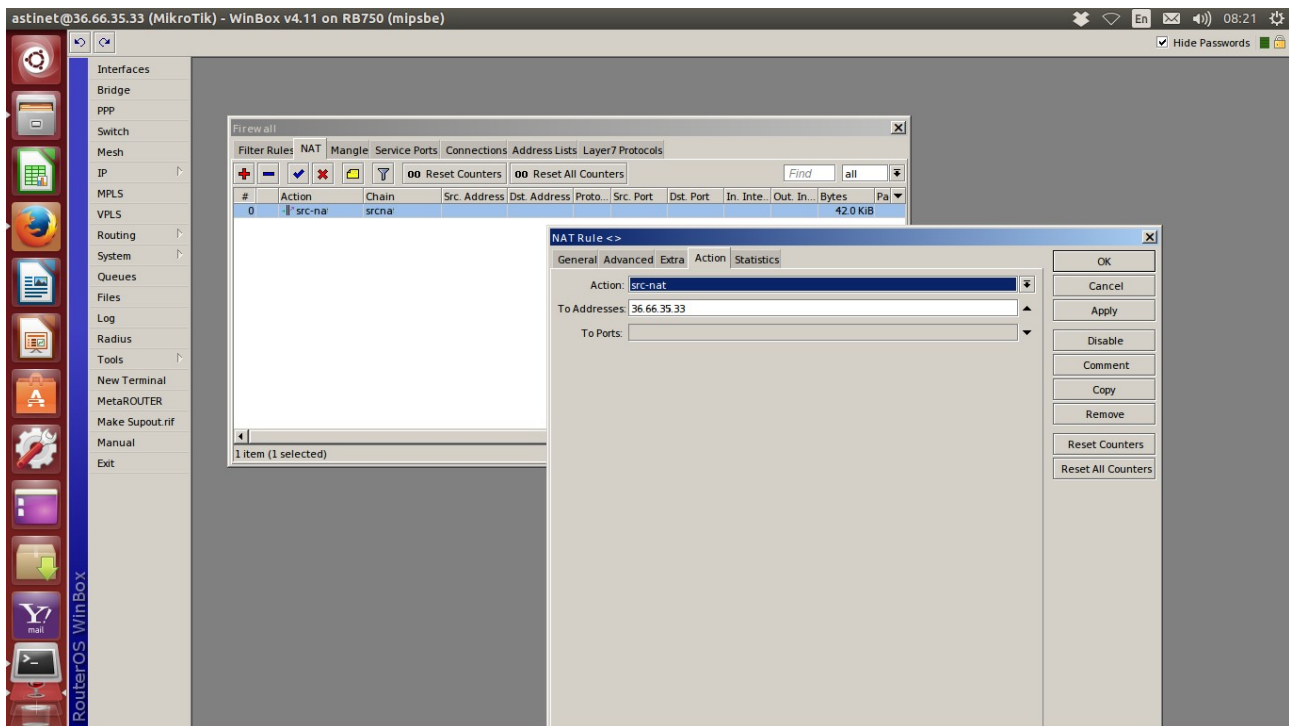 astinet@36.66.35.33 (MikroTik) - WinBox v4.11 on RB750 (mipsbe)
En
08:21
Hide Passwords
Interfaces
Bridge
PPP
Switch
Mesh
IP
MPLS
VPLS
Routing
System
Queues
Files
Log
Radius
Tools
New Terminal
MetaROUTER
Make Supout.rif
Manual
Exit
RouterOS WinBox
Y!
mail
Firewall
Filter Rules NAT Mangle Service Ports Connections Address Lists Layer7 Protocols
00 Reset Counters 00 Reset All Counters Find all
# Action Chain Src. Address Dst. Address Proto... Src. Port Dst. Port In. Inte... Out. In... Bytes Pa
0 src-na srcna 42.0 KiB
1 item (1 selected)
NAT Rule <>
General Advanced Extra Action Statistics
Action: src-nat
To Addresses: 36.66.35.33
To Ports:
OK
Cancel
Apply
Disable
Comment
Copy
Remove
Reset Counters
Reset All Counters